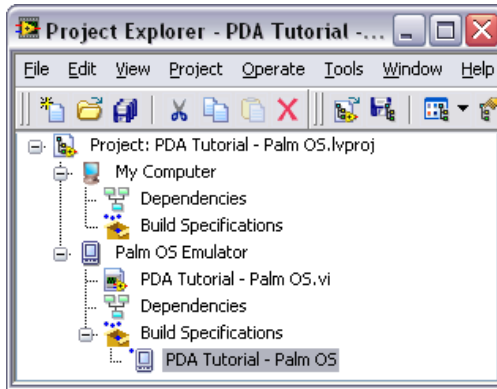 Project Explorer - PDA Tutorial -...
File Edit View Project Operate Tools Window Help
Project: PDA Tutorial - Palm OS.lvproj
My Computer
Dependencies
Build Specifications
Palm OS Emulator
PDA Tutorial - Palm OS.vi
Dependencies
Build Specifications
PDA Tutorial - Palm OS